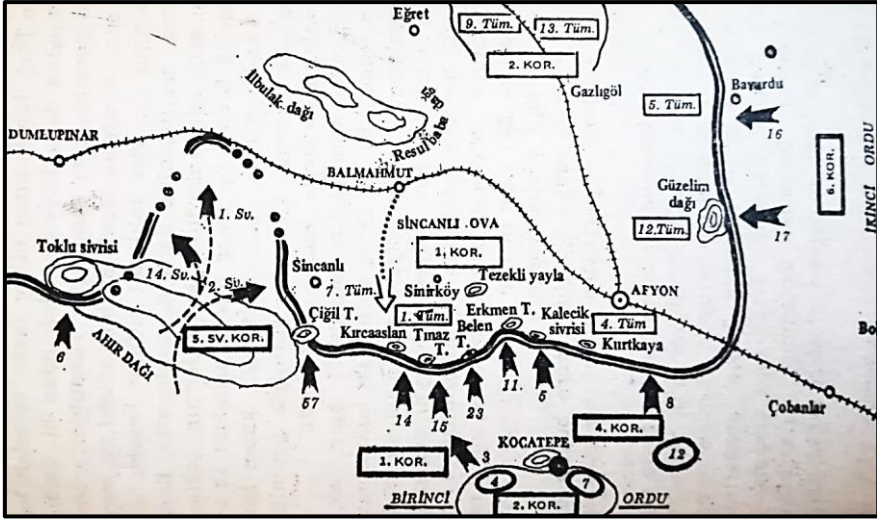 Eğret
9. Tüm.
13. Tüm.
2. KOR.
İlbulak dağı
Resulbaba
dağı
Gazlıgöl
5. Tüm.
Bayurdu
16
6. KOR.
İKİNCİ ORDU
DUMLUPINAR
BALMAHMUT
Güzelim
dağı
12.Tüm.
17
1. Sv.
SİNCANLI OVA
1. KOR.
Toklu sivrisi
14. Sv.
2. Sv.
Sincanlı
7. Tüm.
Sinirköy
Tezekli yayla
AFYON
Çiğil T.
1. Tüm.
Erkmen T.
Kalecik
sivrisi
4. Tüm
Kırcaaslan
Tınaz
T.
Belen
T.
Kurtkaya
5. SV. KOR.
AHIR DAĞI
6
57
14
15
23
11
5
8
Çobanlar
4. KOR.
KOCATEPE
1. KOR.
3
12
4
7
BİRİNCİ
2. KOR.
ORDU